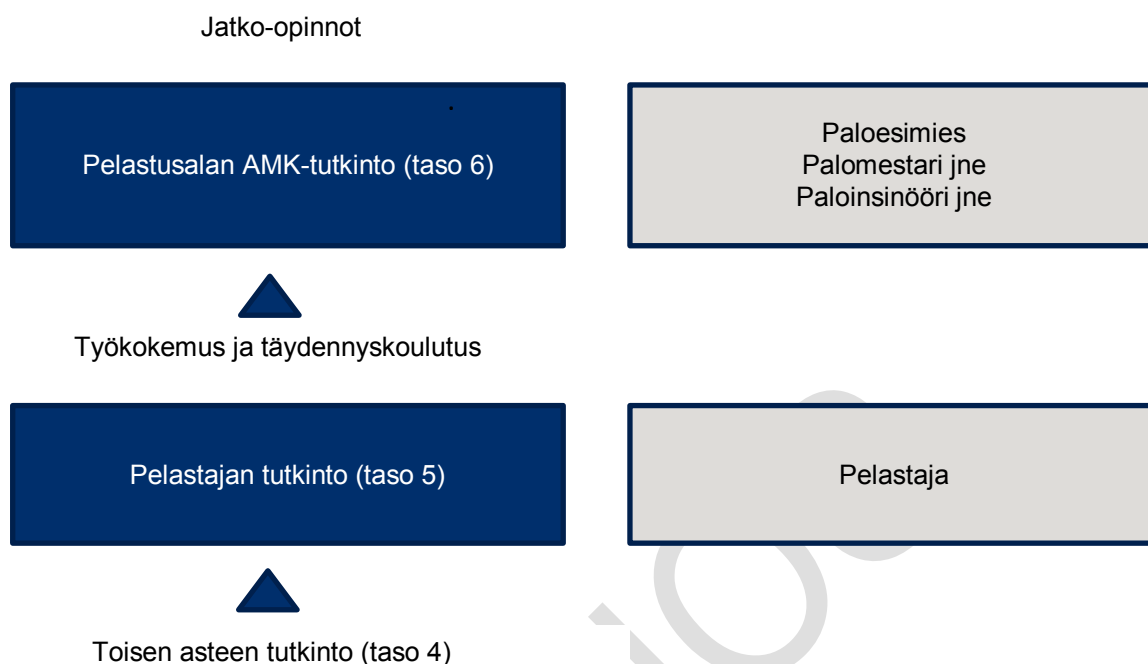 Jatko-opinnot
Pelastusalan AMK-tutkinto (taso 6)
Paloesimies
Palomestari jne
Paloinsinööri jne
Työkokemus ja täydennyskoulutus
Pelastajan tutkinto (taso 5)
Pelastaja
Toisen asteen tutkinto (taso 4)